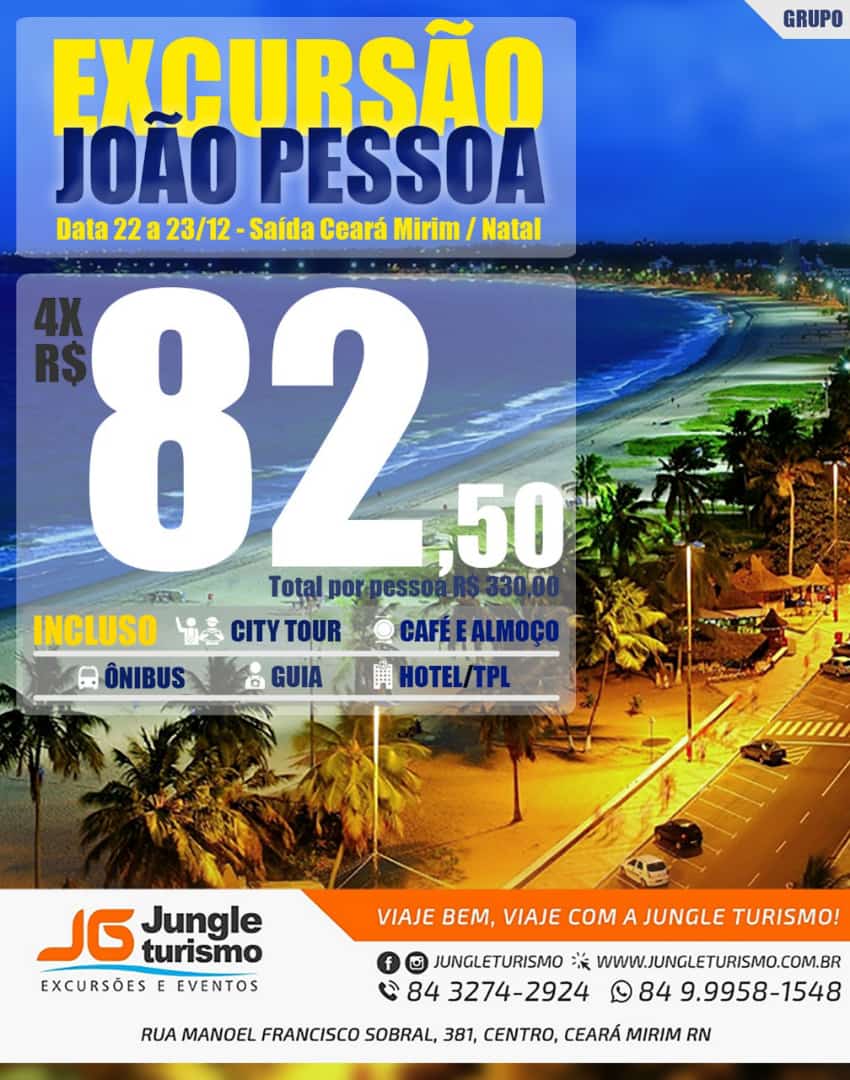 GRUPO
EXCURSÃO
JOÃO PESSOA
Data 22 a 23/12 - Saída Ceará Mirim / Natal
4X
R$ 82,50
Total por pessoa R$ 330,00
INCLUSO CITY TOUR CAFÉ E ALMOÇO
ÔNIBUS GUIA HOTEL/TPL
JG Jungle
turismo
EXCURSÕES E EVENTOS
VIAJE BEM, VIAJE COM A JUNGLE TURISMO!
JUNGLETURISMO WWW.JUNGLETURISMO.COM.BR
84 3274-2924 84 9.9958-1548
RUA MANOEL FRANCISCO SOBRAL, 381, CENTRO, CEARÁ MIRIM RN